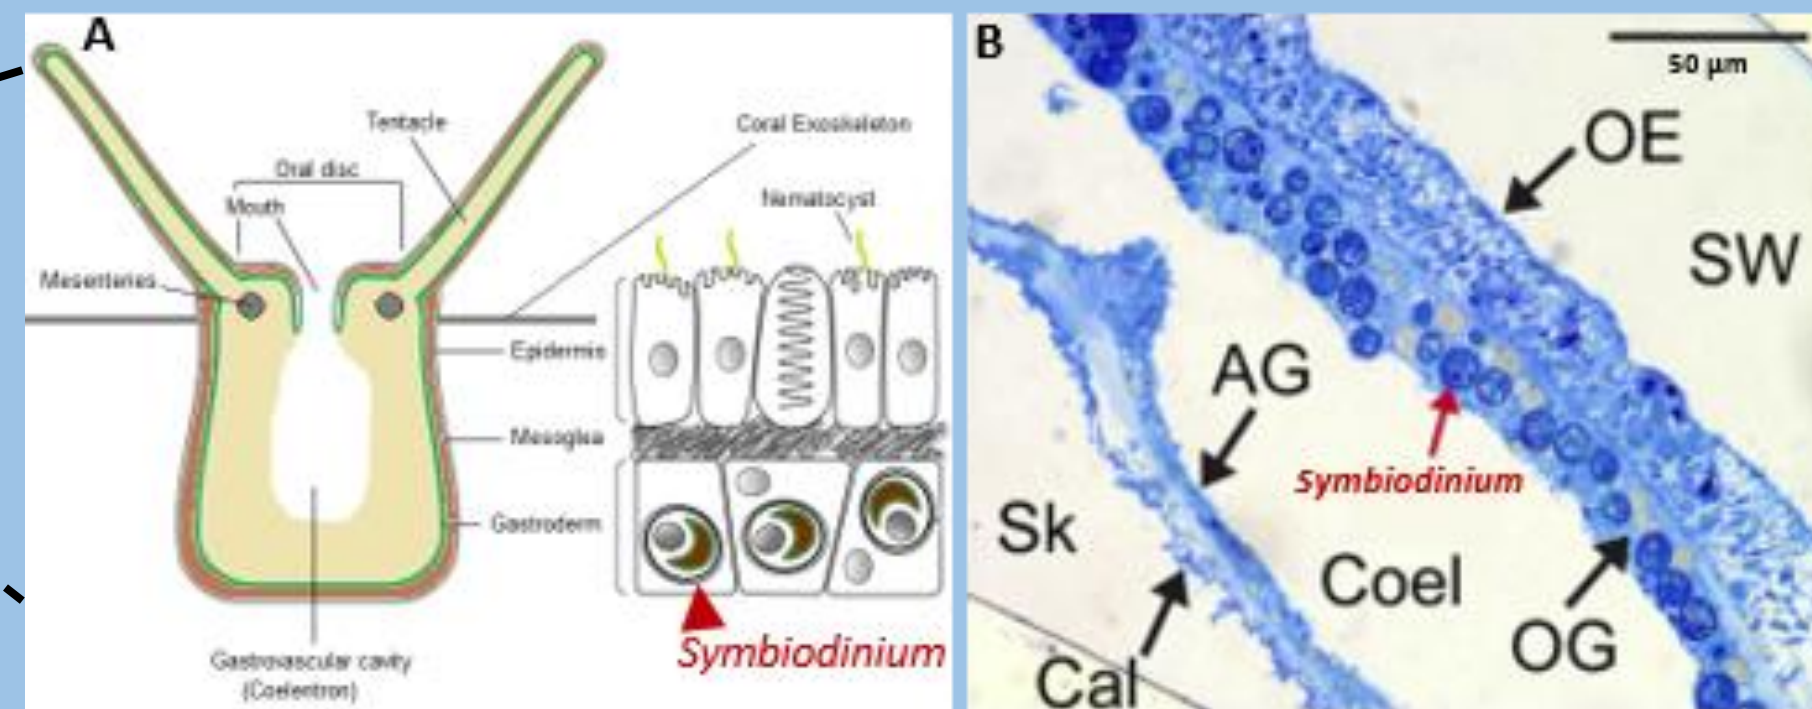 A
Tentacle
Coral Exoskeleton
Oral disc
Mouth
Nematocyst
Mesenteries
Epidermis
Mesoglea
Gastroderm
Symbiodinium
Gastrovascular cavity
(Coelentron)
B
50 µm
OE
SW
AG
Symbiodinium
Sk
Coel
OG
Cal